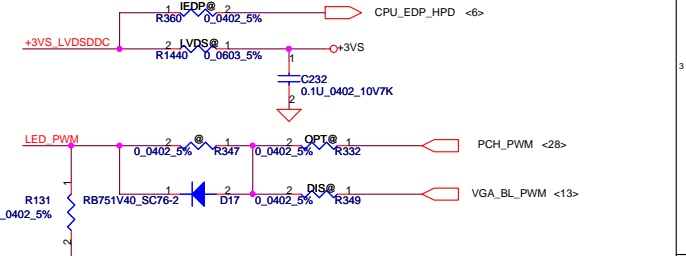 IEDP@
1 2
R360 0_0402_5%
CPU_EDP_HPD <6>
+3VS_LVDSDDC
LVDS@
2 1
R1440 0_0603_5%
+3VS
1
C232
0.1U_0402_10V7K
2
3
LED_PWM
@
2 1
0_0402_5% R347
OPT@
2 1
0_0402_5% R332
PCH_PWM <28>
1 2
RB751V40_SC76-2 D17
DIS@
2 1
0_0402_5% R349
VGA_BL_PWM <13>
1
R131
_0402_5%
2